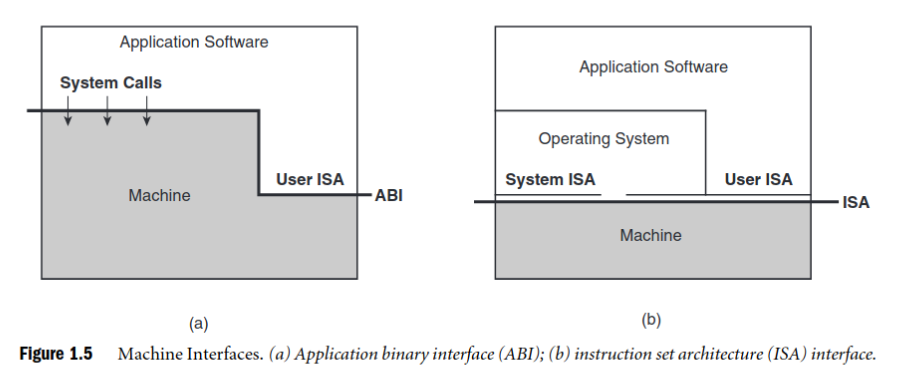 Application Software
System Calls
User ISA
Machine
ABI
(a)
Application Software
Operating System
System ISA
User ISA
ISA
Machine
(b)
Figure 1.5 Machine Interfaces. (a) Application binary interface (ABI); (b) instruction set architecture (ISA) interface.